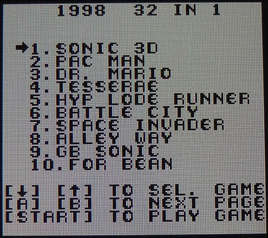 1998 32 IN 1
➔1. SONIC 3D
2. PAC MAN
3. DR. MARIO
4. TESSERAE
5. HYP LODE RUNNER
6. BATTLE CITY
7. SPACE INVADER
8. ALLEY WAY
9. GB SONIC
10. FOR BEAN
[↓] [↑] TO SEL. GAME
[A] [B] TO NEXT PAGE
[START] TO PLAY GAME